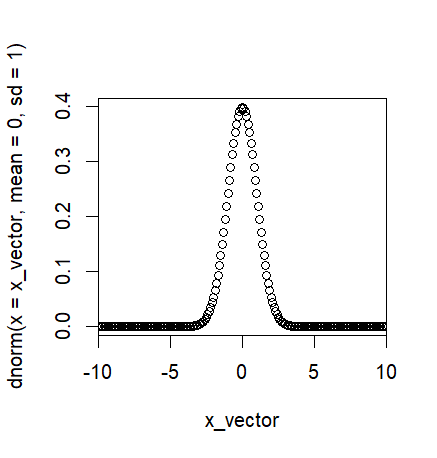 dnorm(x = x_vector, mean = 0, sd = 1)
0.4
0.3
0.2
0.1
0.0
-10 -5 0 5 10
x_vector